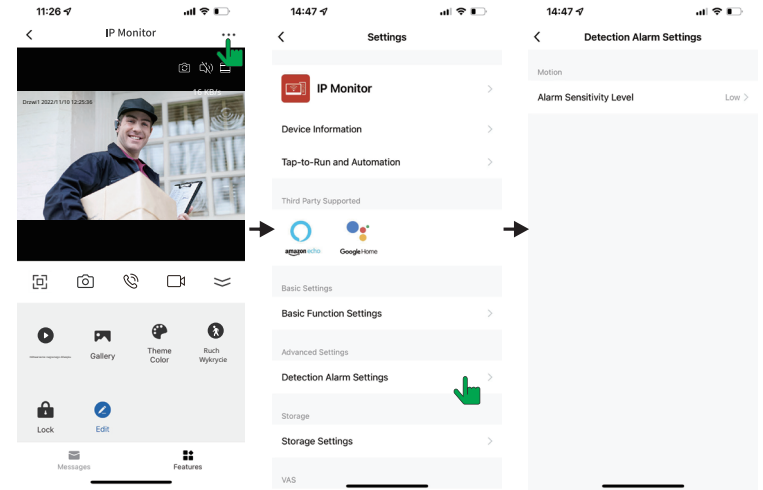 11:26
IP Monitor
16 KB/s
Drzwi1 2022/11/10 12:25:36
Gallery
Theme
Color
Ruch
Wykrycie
Lock
Edit
Messages
Features
14:47
Settings
IP Monitor
Device Information
Tap-to-Run and Automation
Third Party Supported
amazon echo
Google Home
Basic Settings
Basic Function Settings
Advanced Settings
Detection Alarm Settings
Storage
Storage Settings
VAS
14:47
Detection Alarm Settings
Motion
Alarm Sensitivity Level Low